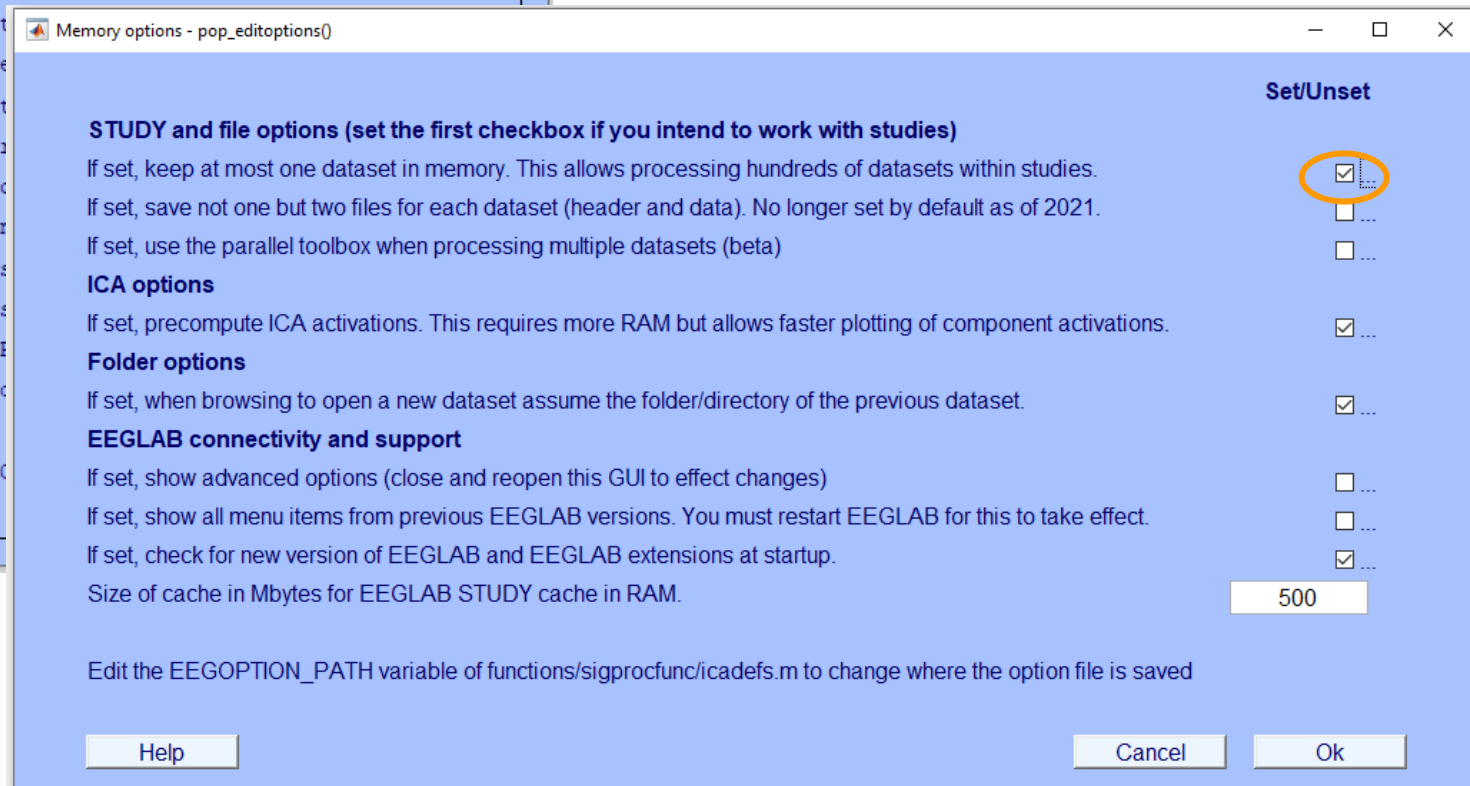 Memory options - pop_editoptions()
Set/Unset
STUDY and file options (set the first checkbox if you intend to work with studies)
If set, keep at most one dataset in memory. This allows processing hundreds of datasets within studies.
...
If set, save not one but two files for each dataset (header and data). No longer set by default as of 2021.
...
If set, use the parallel toolbox when processing multiple datasets (beta)
...
ICA options
If set, precompute ICA activations. This requires more RAM but allows faster plotting of component activations.
...
Folder options
If set, when browsing to open a new dataset assume the folder/directory of the previous dataset.
...
EEGLAB connectivity and support
If set, show advanced options (close and reopen this GUI to effect changes)
...
If set, show all menu items from previous EEGLAB versions. You must restart EEGLAB for this to take effect.
...
If set, check for new version of EEGLAB and EEGLAB extensions at startup.
...
Size of cache in Mbytes for EEGLAB STUDY cache in RAM.
500
Edit the EEGOPTION_PATH variable of functions/sigprocfunc/icadefs.m to change where the option file is saved
Help
Cancel
Ok